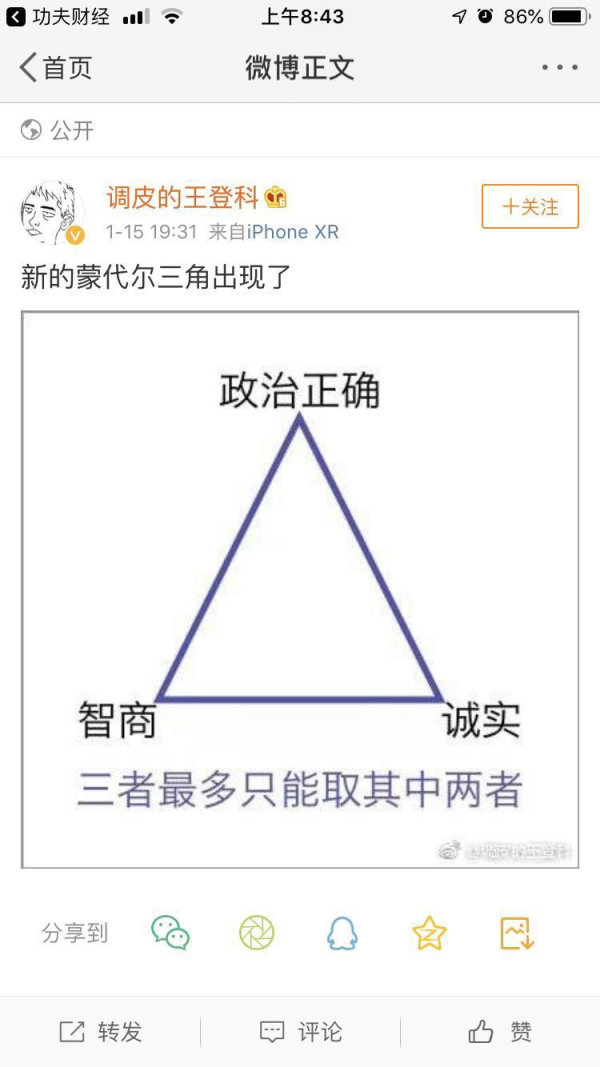 功夫财经 上午8:43 86%
首页 微博正文
公开
调皮的王登科
+关注
1-15 19:31 来自iPhone XR
新的蒙代尔三角出现了
政治正确
智商 诚实
三者最多只能取其中两者
@调皮的王登科
分享到
转发 评论 赞